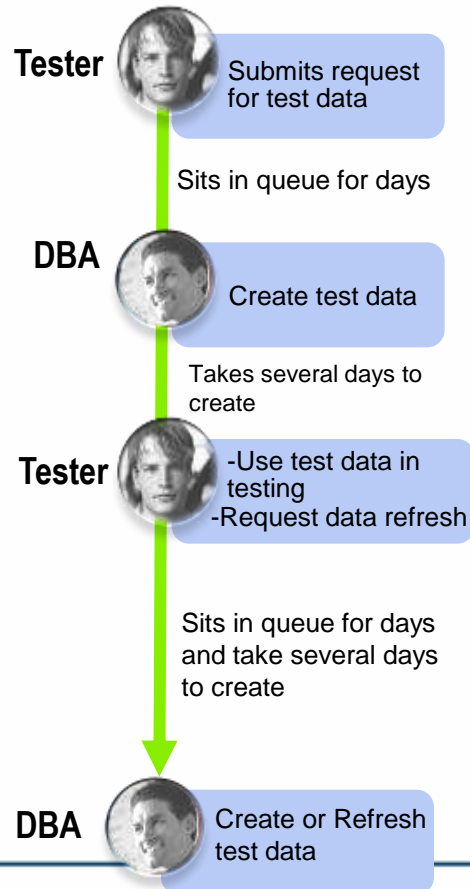 Tester
Submits request
for test data
Sits in queue for days
DBA
Create test data
Takes several days to
create
Tester
-Use test data in
testing
-Request data refresh
Sits in queue for days
and take several days
to create
DBA
Create or Refresh
test data